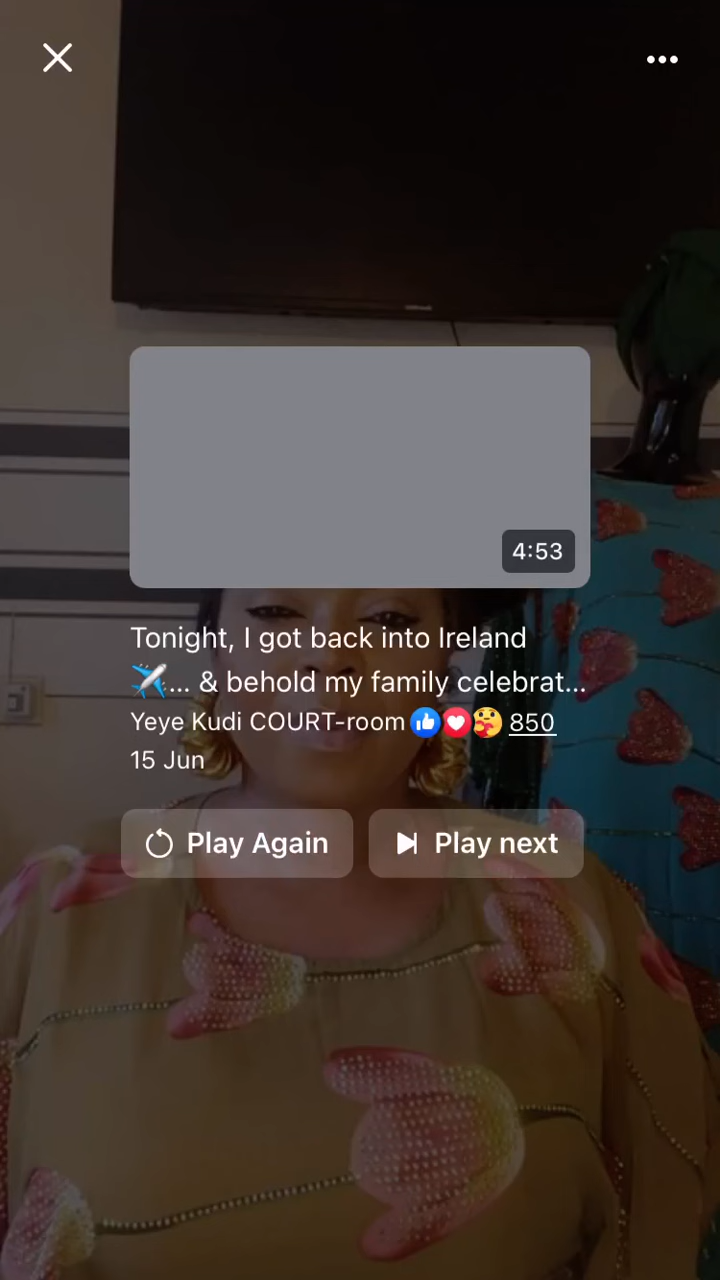 4:53
Tonight, I got back into Ireland
✈️... & behold my family celebrat...
Yeye Kudi COURT-room 👍❤️🤗 850
15 Jun
Play Again
Play next